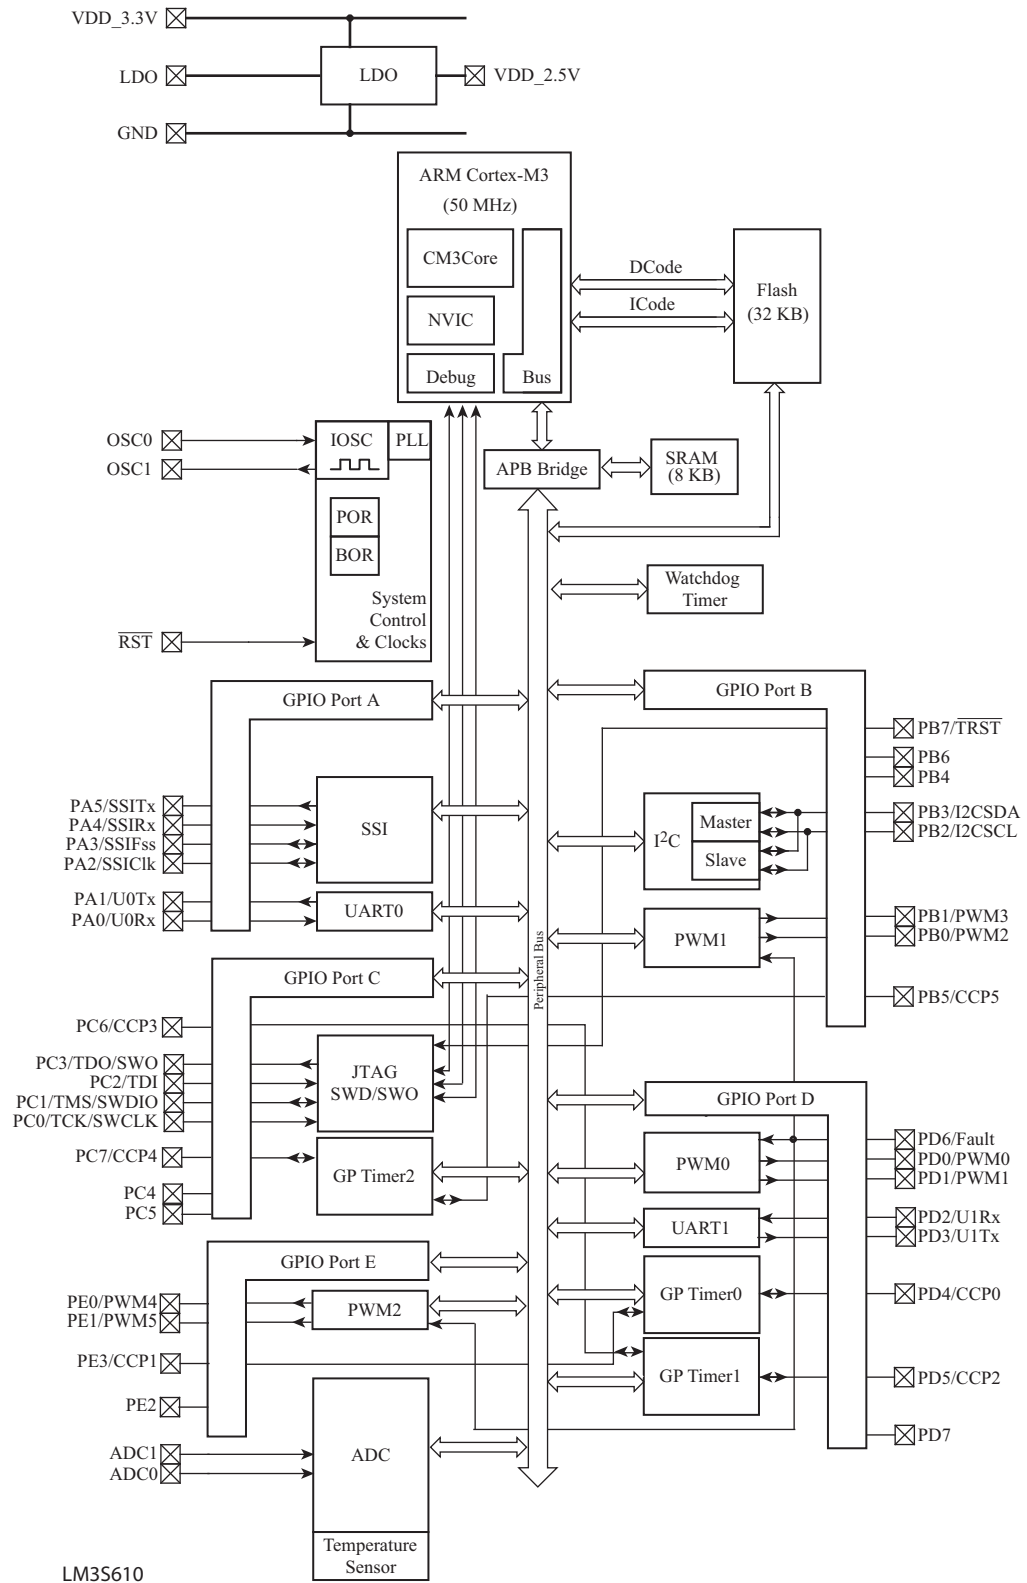 VDD_3.3V
LDO
LDO
VDD_2.5V
GND
ARM Cortex-M3
(50 MHz)
CM3Core
NVIC
Debug
Bus
DCode
ICode
Flash
(32 KB)
OSC0
OSC1
IOSC
PLL
POR
BOR
System
Control
& Clocks
RST
APB Bridge
SRAM
(8 KB)
Watchdog
Timer
Peripheral Bus
GPIO Port A
PA5/SSITx
PA4/SSIRx
PA3/SSIFss
PA2/SSIClk
SSI
PA1/U0Tx
PA0/U0Rx
UART0
GPIO Port B
PB7/TRST
PB6
PB4
PB3/I2CSDA
PB2/I2CSCL
I2C
Master
Slave
PWM1
PB1/PWM3
PB0/PWM2
PB5/CCP5
GPIO Port C
PC6/CCP3
PC3/TDO/SWO
PC2/TDI
PC1/TMS/SWDIO
PC0/TCK/SWCLK
JTAG
SWD/SWO
PC7/CCP4
GP Timer2
PC4
PC5
GPIO Port D
PWM0
PD6/Fault
PD0/PWM0
PD1/PWM1
UART1
PD2/U1Rx
PD3/U1Tx
GP Timer0
PD4/CCP0
GP Timer1
PD5/CCP2
PD7
GPIO Port E
PE0/PWM4
PE1/PWM5
PWM2
PE3/CCP1
PE2
ADC1
ADC0
ADC
Temperature
Sensor
LM3S610